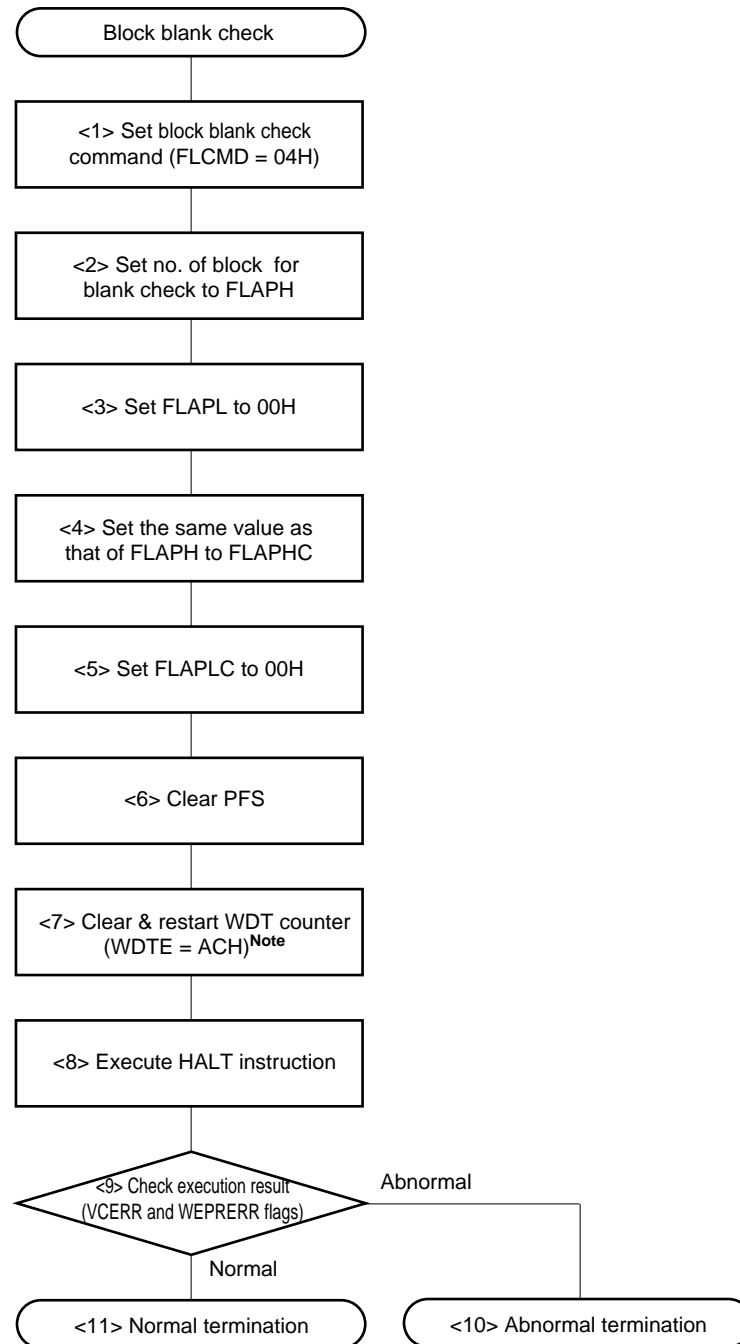 Block blank check
<1> Set block blank check
command (FLCMD = 04H)
<2> Set no. of block for
blank check to FLAPH
<3> Set FLAPL to 00H
<4> Set the same value as
that of FLAPH to FLAPHC
<5> Set FLAPLC to 00H
<6> Clear PFS
<7> Clear & restart WDT counter
(WDTE = ACH)Note
<8> Execute HALT instruction
<9> Check execution result
(VCERR and WEPRERR flags)
Abnormal
Normal
<11> Normal termination
<10> Abnormal termination